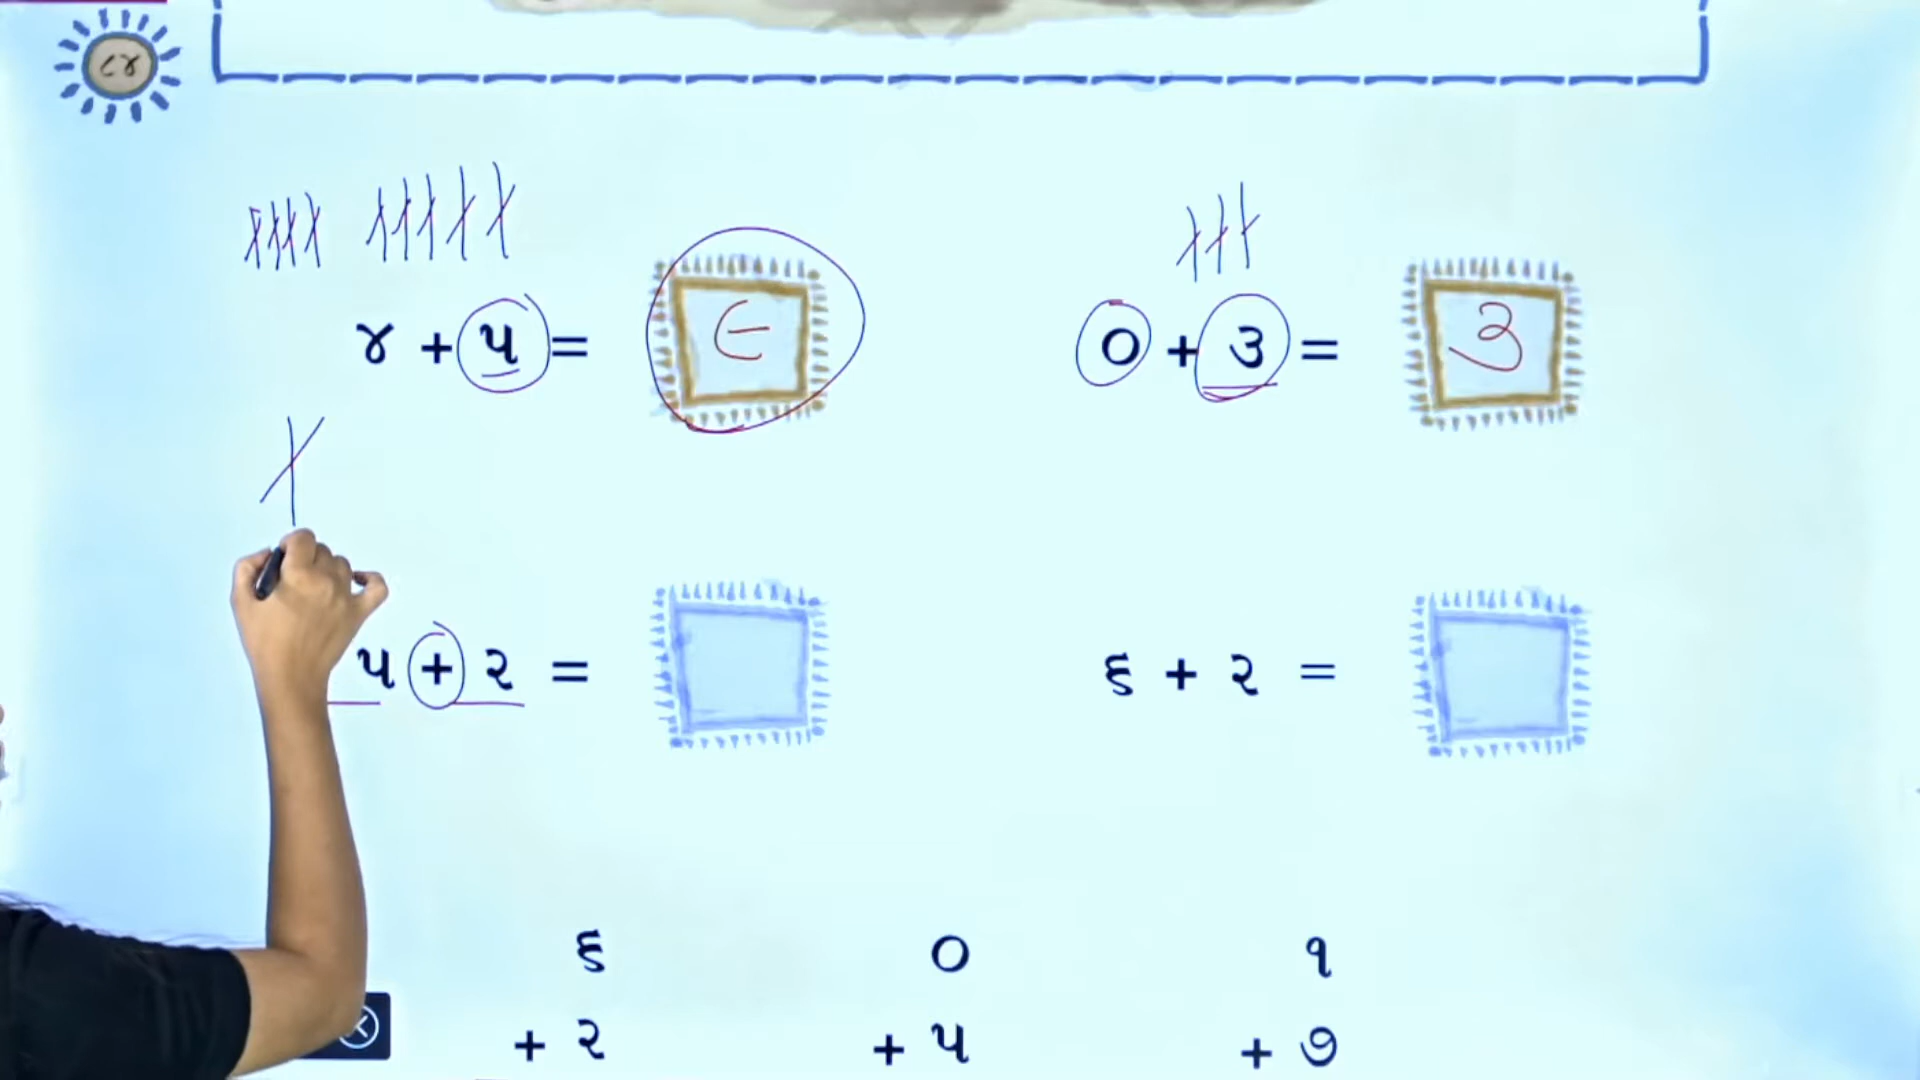 ૮૪
૪ + ૫ = ૯
૦ + ૩ = ૩
૫ + ૨ =
૬ + ૨ =
૬ ૦ ૧
+ ૨ + ૫ + ૭